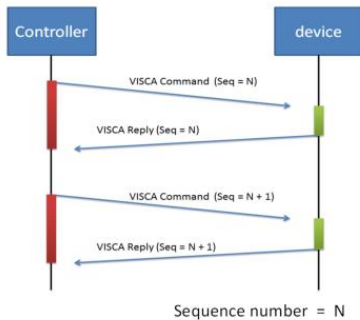 Controller
device
VISCA Command (Seq = N)
VISCA Reply (Seq = N)
VISCA Command (Seq = N + 1)
VISCA Reply (Seq = N + 1)
Sequence number = N